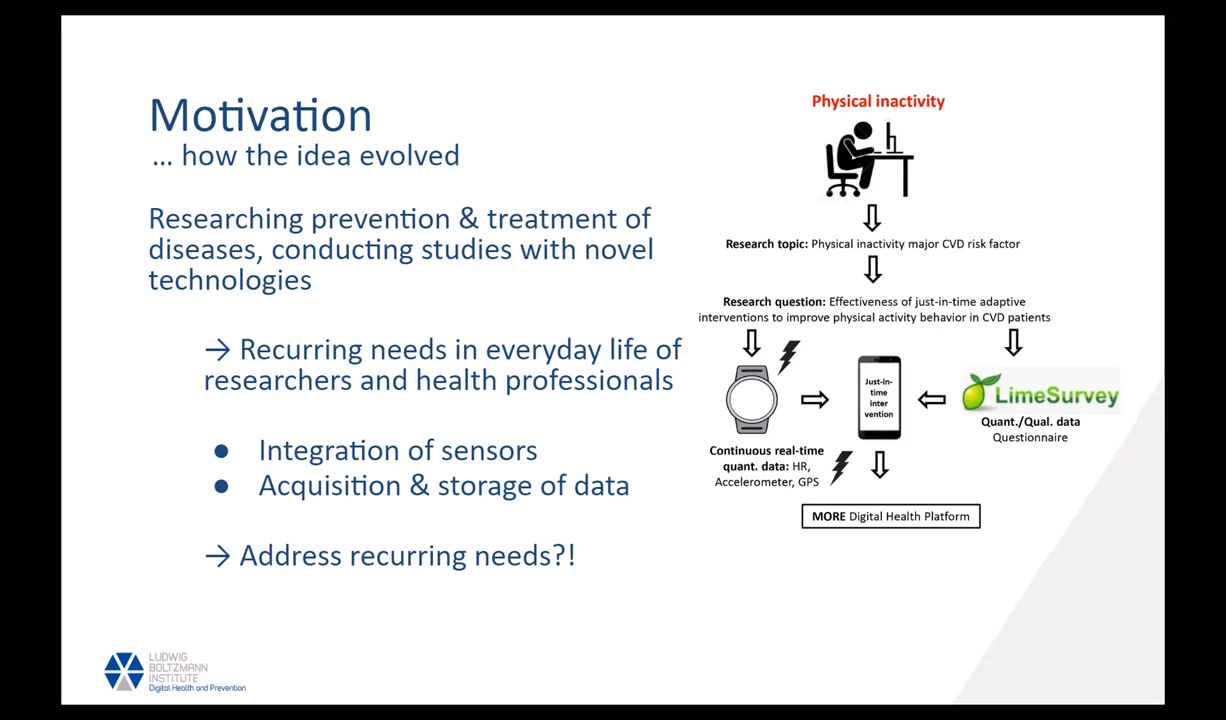 Motivation
... how the idea evolved
Researching prevention & treatment of
diseases, conducting studies with novel
technologies
→ Recurring needs in everyday life of
researchers and health professionals
● Integration of sensors
● Acquisition & storage of data
→ Address recurring needs?!
Physical inactivity
Research topic: Physical inactivity major CVD risk factor
Research question: Effectiveness of just-in-time adaptive
interventions to improve physical activity behavior in CVD patients
Just-in-
time
inter
vention
LimeSurvey
Quant./Qual. data
Questionnaire
Continuous real-time
quant. data: HR,
Accelerometer, GPS
MORE Digital Health Platform
LUDWIG
BOLTZMANN
INSTITUTE
Digital Health and Prevention